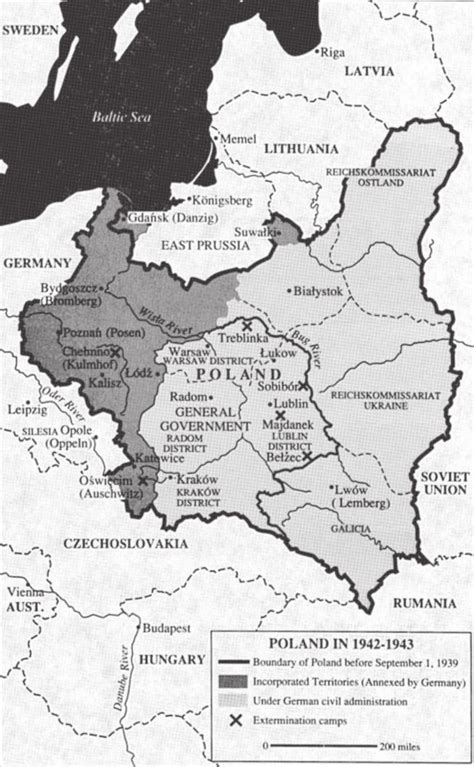 SWEDEN
Riga
LATVIA
Baltic Sea
Memel
LITHUANIA
REICHSKOMMISSARIAT
OSTLAND
Königsberg
Gdańsk (Danzig)
EAST PRUSSIA
Suwałki
GERMANY
Bydgoszcz
(Bromberg)
Białystok
Wisła River
Bug River
Treblinka
Poznań (Posen)
Chełmno
(Kulmhof)
Warsaw
WARSAW DISTRICT
Łukow
Kalisz
Łódź
POLAND
Sobibór
Oder River
Leipzig
Radom
Lublin
REICHSKOMMISSARIAT
UKRAINE
GENERAL
GOVERNMENT
Majdanek
SILESIA
Opole
(Oppeln)
RADOM
DISTRICT
LUBLIN
DISTRICT
Bełżec
Katowice
Oświęcim
(Auschwitz)
Kraków
KRAKÓW
DISTRICT
Lwów
(Lemberg)
SOVIET
UNION
GALICIA
CZECHOSLOVAKIA
Vienna
AUST.
RUMANIA
Budapest
HUNGARY
Danube River
POLAND IN 1942-1943
Boundary of Poland before September 1, 1939
Incorporated Territories (Annexed by Germany)
Under German civil administration
Extermination camps
0 200 miles